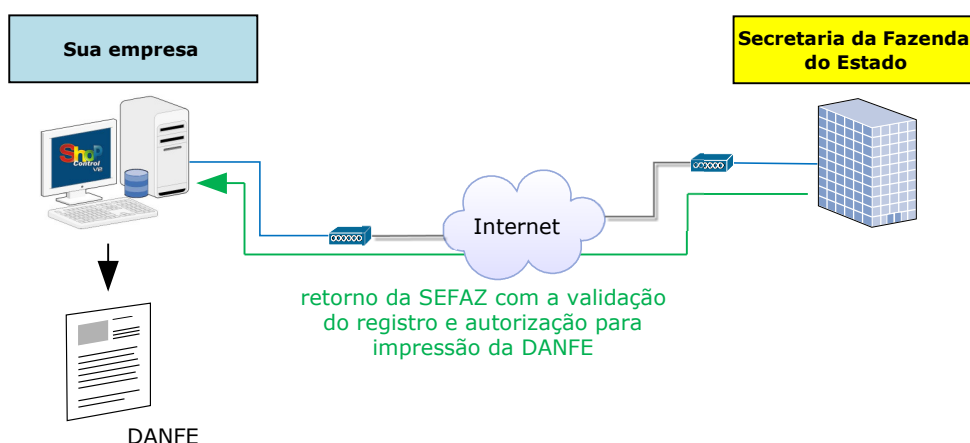 Sua empresa
Secretaria da Fazenda
do Estado
Shop
Control
V8
Internet
retorno da SEFAZ com a validação
do registro e autorização para
impressão da DANFE
DANFE